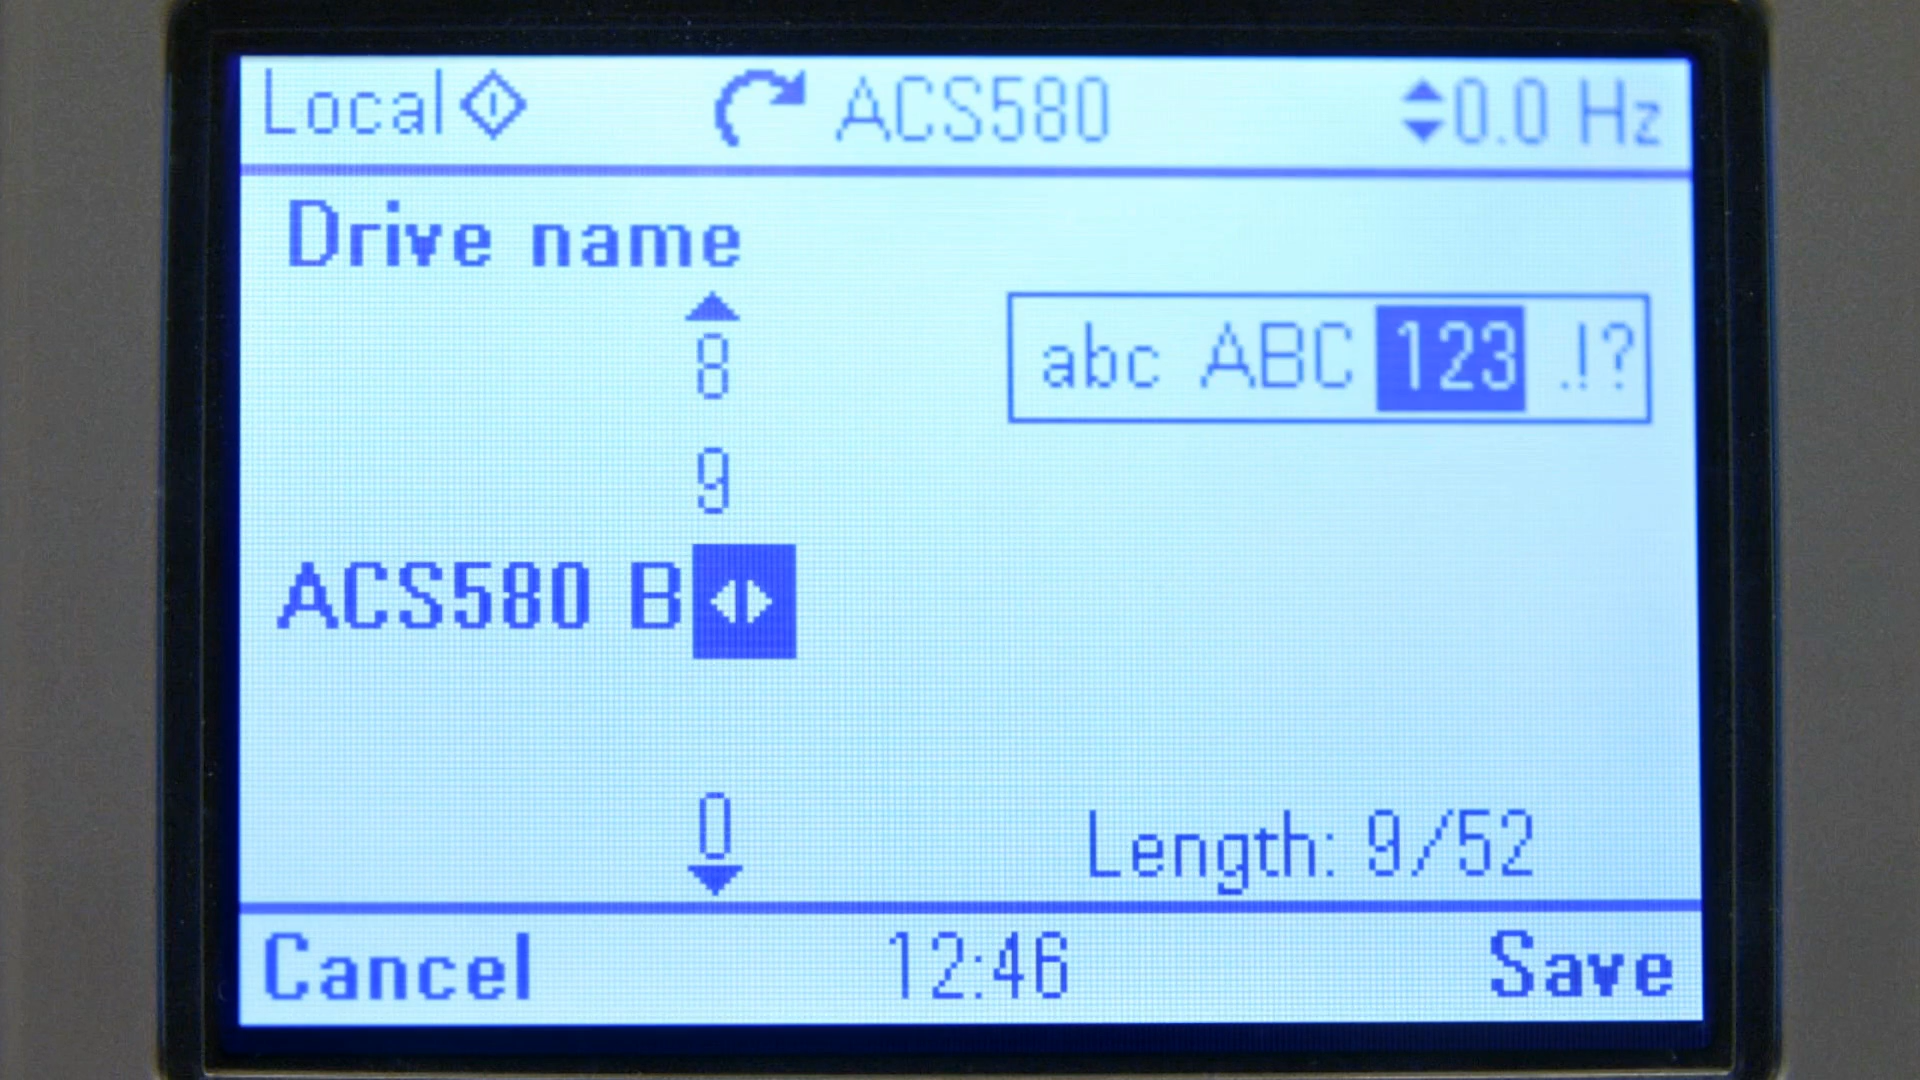 Local ACS580 0.0 Hz
Drive name
8
abc ABC 123 .!?
9
ACS580 B
0
Length: 9/52
Cancel 12:46 Save